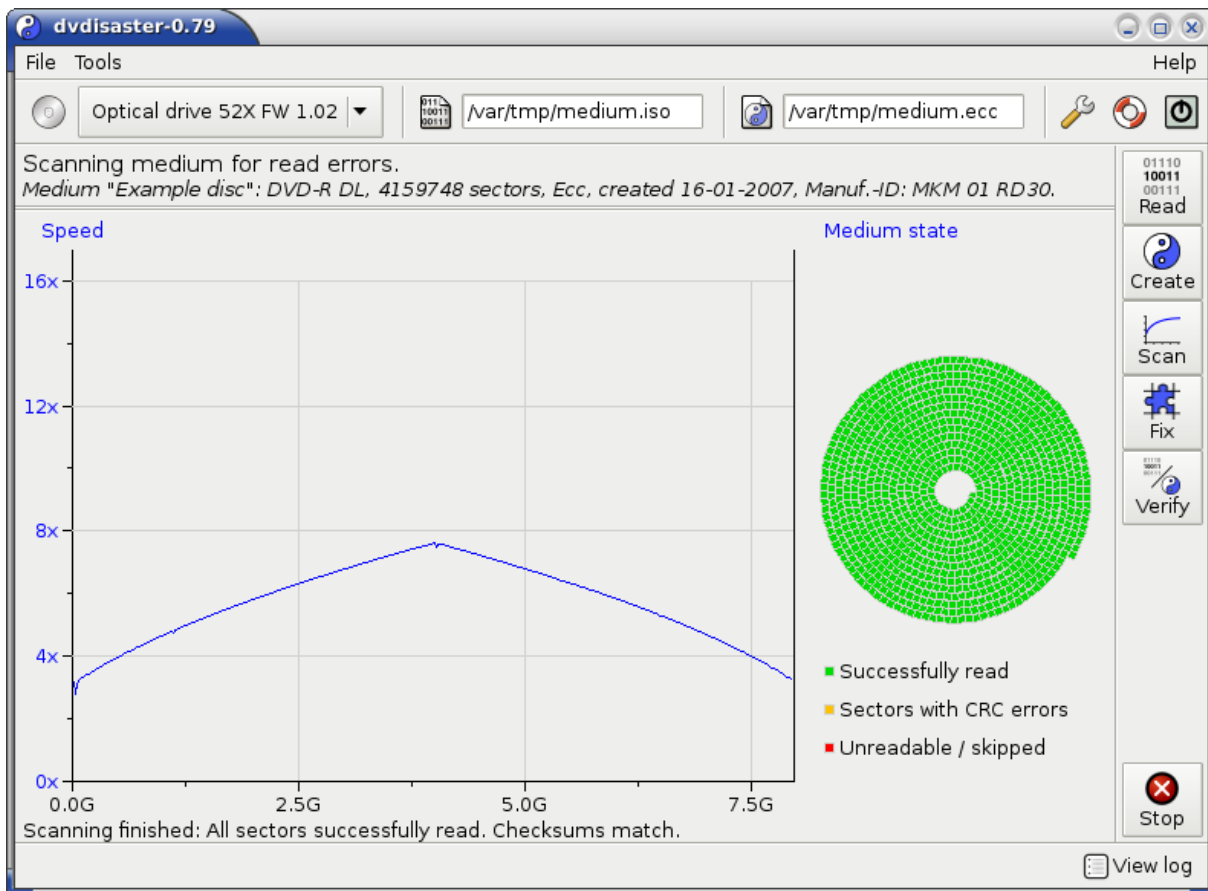 dvdisaster-0.79
File Tools Help
Optical drive 52X FW 1.02 /var/tmp/medium.iso /var/tmp/medium.ecc
Scanning medium for read errors.
Medium "Example disc": DVD-R DL, 4159748 sectors, Ecc, created 16-01-2007, Manuf.-ID: MKM 01 RD30.
Speed
16x
12x
8x
4x
0x
0.0G 2.5G 5.0G 7.5G
Medium state
Successfully read
Sectors with CRC errors
Unreadable / skipped
Scanning finished: All sectors successfully read. Checksums match.
01110
10011
00111
Read
Create
Scan
Fix
Verify
Stop
View log